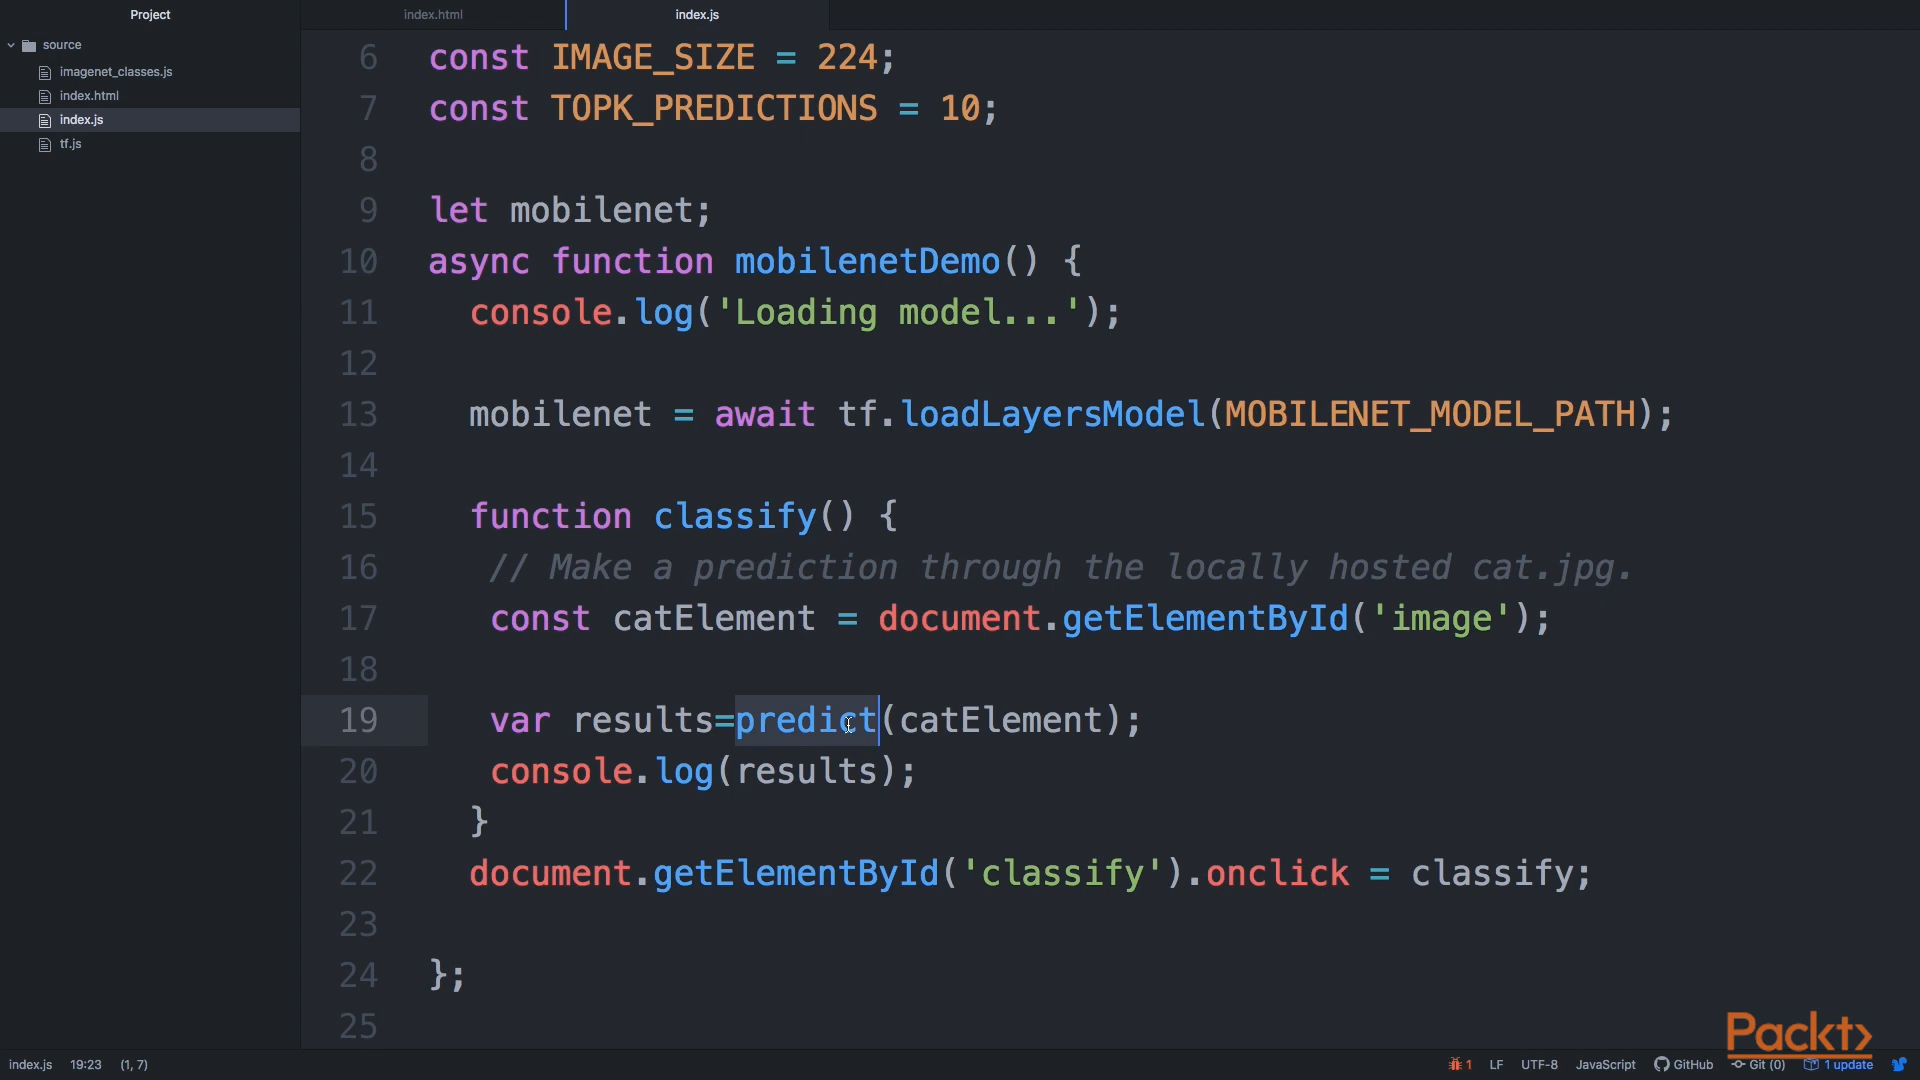 Project
index.html
index.js
source
imagenet_classes.js
index.html
index.js
tf.js
6 const IMAGE_SIZE = 224;
7 const TOPK_PREDICTIONS = 10;
8
9 let mobilenet;
10 async function mobilenetDemo() {
11 console.log('Loading model...');
12
13 mobilenet = await tf.loadLayersModel(MOBILENET_MODEL_PATH);
14
15 function classify() {
16 // Make a prediction through the locally hosted cat.jpg.
17 const catElement = document.getElementById('image');
18
19 var results=predict(catElement);
20 console.log(results);
21 }
22 document.getElementById('classify').onclick = classify;
23
24 };
25
Packt>
index.js 19:23 (1, 7)
1 LF UTF-8 JavaScript GitHub Git (0) 1 update